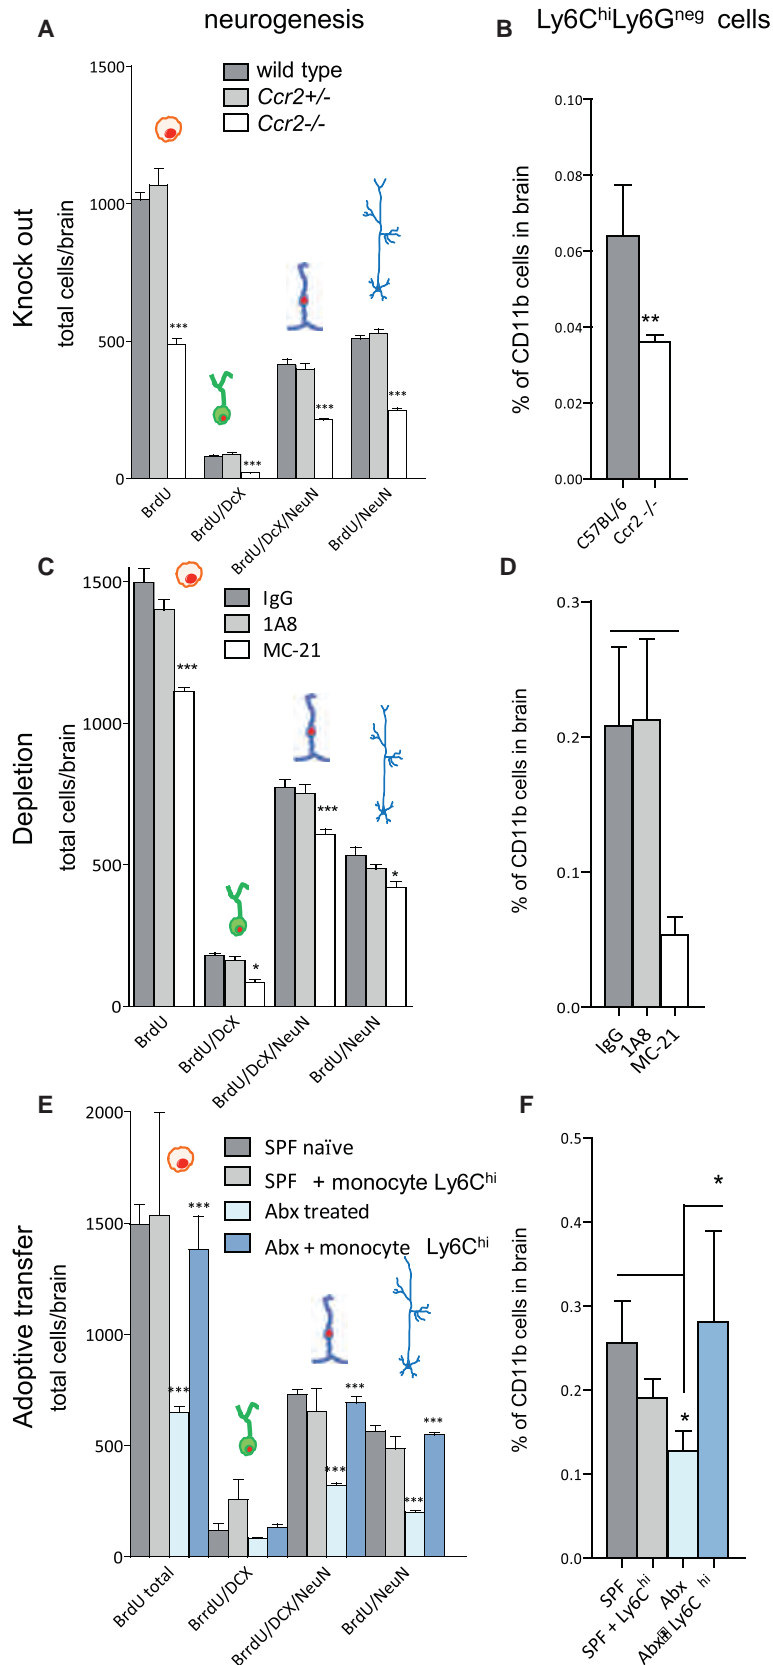 neurogenesis
Ly6ChiLy6Gneg cells
A
B
wild type
Ccr2+/-
Ccr2-/-
1500
1000
500
0
Knock out
total cells/brain
***
***
***
***
BrdU
BrdU/DcX
BrdU/DcX/NeuN
BrdU/NeuN
0.10
0.08
0.06
0.04
0.02
0.00
% of CD11b cells in brain
**
C57BL/6
Ccr2 -/-
C
D
IgG
1A8
MC-21
1500
1000
500
0
Depletion
total cells/brain
***
*
***
*
BrdU
BrdU/DcX
BrdU/DcX/NeuN
BrdU/NeuN
0.3
0.2
0.1
0.0
% of CD11b cells in brain
IgG
1A8
MC-21
E
F
SPF naïve
SPF + monocyte Ly6Chi
Abx treated
Abx + monocyte Ly6Chi
2000
1500
1000
500
0
Adoptive transfer
total cells/brain
***
***
***
***
***
***
BrdU total
BrrdU/DCX
BrrdU/DCX/NeuN
BrdU/NeuN
0.5
0.4
0.3
0.2
0.1
0.0
% of CD11b cells in brain
*
*
SPF
SPF + Ly6Chi
Abx
Abx+ Ly6C hi